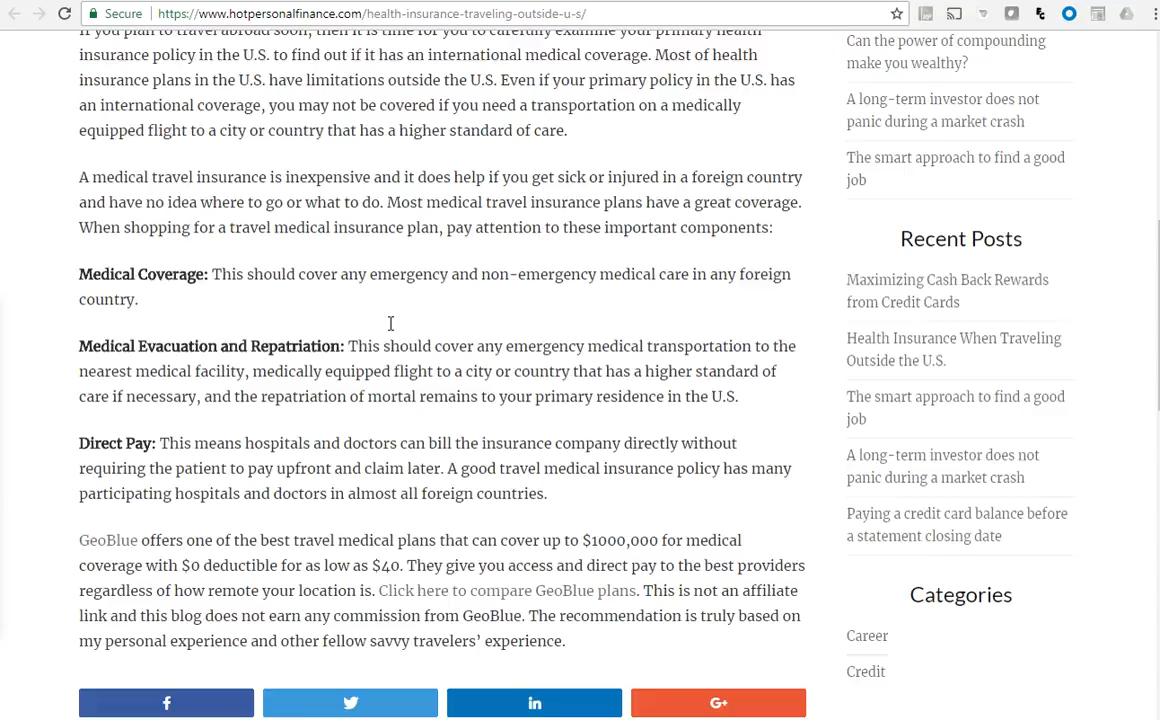 Secure
https://www.hotpersonalfinance.com/health-insurance-traveling-outside-u-s/
If you plan to travel abroad soon, then it is time for you to carefully examine your primary health
insurance policy in the U.S. to find out if it has an international medical coverage. Most of health
insurance plans in the U.S. have limitations outside the U.S. Even if your primary policy in the U.S. has
an international coverage, you may not be covered if you need a transportation on a medically
equipped flight to a city or country that has a higher standard of care.
A medical travel insurance is inexpensive and it does help if you get sick or injured in a foreign country
and have no idea where to go or what to do. Most medical travel insurance plans have a great coverage.
When shopping for a travel medical insurance plan, pay attention to these important components:
Medical Coverage: This should cover any emergency and non-emergency medical care in any foreign
country.
Medical Evacuation and Repatriation: This should cover any emergency medical transportation to the
nearest medical facility, medically equipped flight to a city or country that has a higher standard of
care if necessary, and the repatriation of mortal remains to your primary residence in the U.S.
Direct Pay: This means hospitals and doctors can bill the insurance company directly without
requiring the patient to pay upfront and claim later. A good travel medical insurance policy has many
participating hospitals and doctors in almost all foreign countries.
GeoBlue offers one of the best travel medical plans that can cover up to $1000,000 for medical
coverage with $0 deductible for as low as $40. They give you access and direct pay to the best providers
regardless of how remote your location is. Click here to compare GeoBlue plans. This is not an affiliate
link and this blog does not earn any commission from GeoBlue. The recommendation is truly based on
my personal experience and other fellow savvy travelers’ experience.
f
in
G+
Can the power of compounding
make you wealthy?
A long-term investor does not
panic during a market crash
The smart approach to find a good
job
Recent Posts
Maximizing Cash Back Rewards
from Credit Cards
Health Insurance When Traveling
Outside the U.S.
The smart approach to find a good
job
A long-term investor does not
panic during a market crash
Paying a credit card balance before
a statement closing date
Categories
Career
Credit